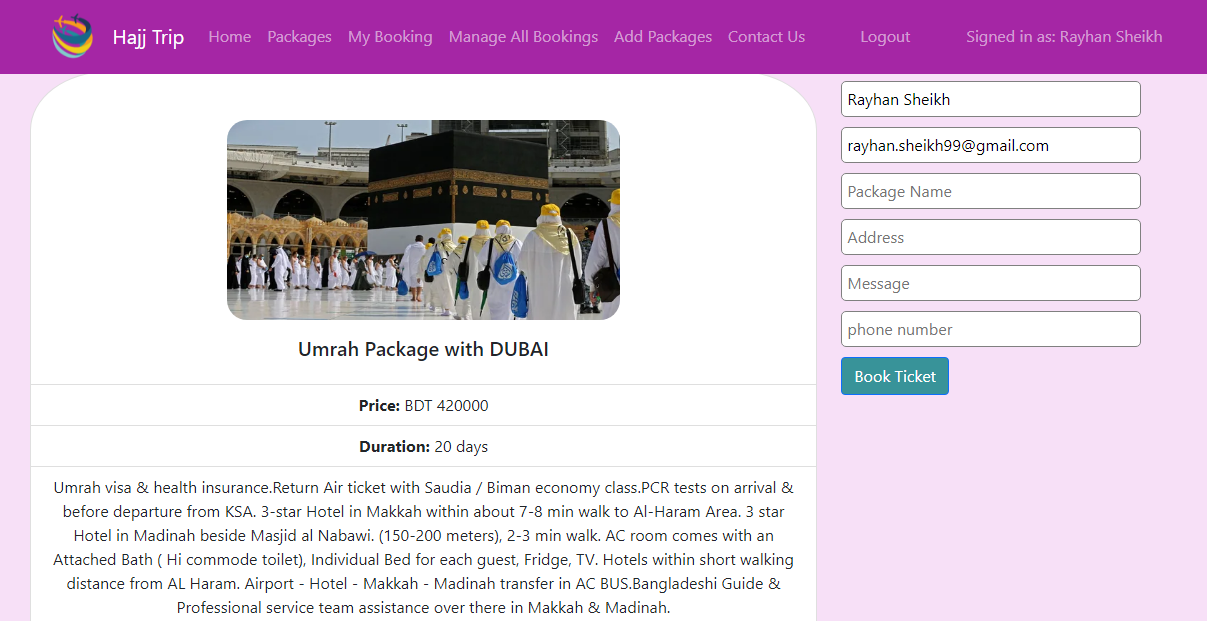 Hajj Trip Home Packages My Booking Manage All Bookings Add Packages Contact Us Logout Signed in as: Rayhan Sheikh
Umrah Package with DUBAI
Price: BDT 420000
Duration: 20 days
Umrah visa & health insurance.Return Air ticket with Saudia / Biman economy class.PCR tests on arrival &
before departure from KSA. 3-star Hotel in Makkah within about 7-8 min walk to Al-Haram Area. 3 star
Hotel in Madinah beside Masjid al Nabawi. (150-200 meters), 2-3 min walk. AC room comes with an
Attached Bath ( Hi commode toilet), Individual Bed for each guest, Fridge, TV. Hotels within short walking
distance from AL Haram. Airport - Hotel - Makkah - Madinah transfer in AC BUS.Bangladeshi Guide &
Professional service team assistance over there in Makkah & Madinah.
Rayhan Sheikh
rayhan.sheikh99@gmail.com
Package Name
Address
Message
phone number
Book Ticket